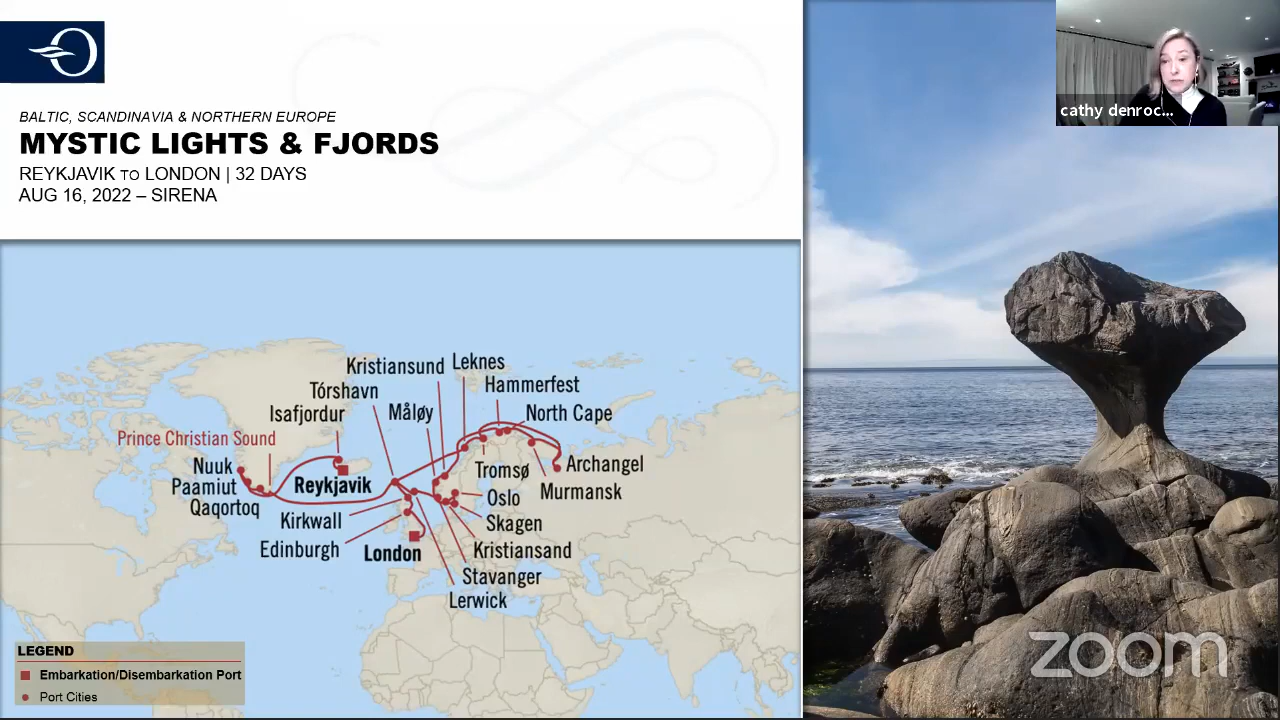 BALTIC, SCANDINAVIA & NORTHERN EUROPE
MYSTIC LIGHTS & FJORDS
REYKJAVIK TO LONDON | 32 DAYS
AUG 16, 2022 – SIRENA
cathy denroc...
Kristiansund
Leknes
Hammerfest
Tórshavn
North Cape
Måløy
Isafjordur
Prince Christian Sound
Nuuk
Paamiut
Qaqortoq
Reykjavik
Tromsø
Archangel
Murmansk
Oslo
Kirkwall
Skagen
Edinburgh
London
Kristiansand
Stavanger
Lerwick
LEGEND
Embarkation/Disembarkation Port
Port Cities
zoom